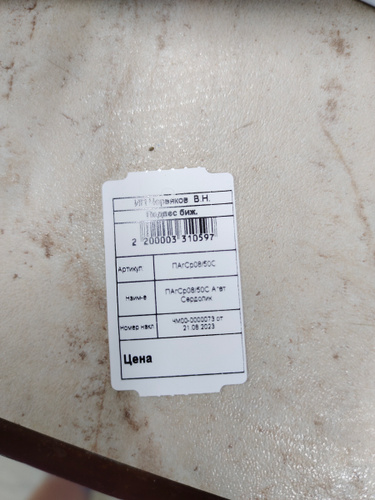 ИП Червяков В.Н.
Подвес биж.
2 200003 310597
Артикул ПАгСр08/50С
Наим-е ПАгСр08/50С Агат
Сердолик
Номер накл ЧМ00-0000073 от
21.08.2023
Цена